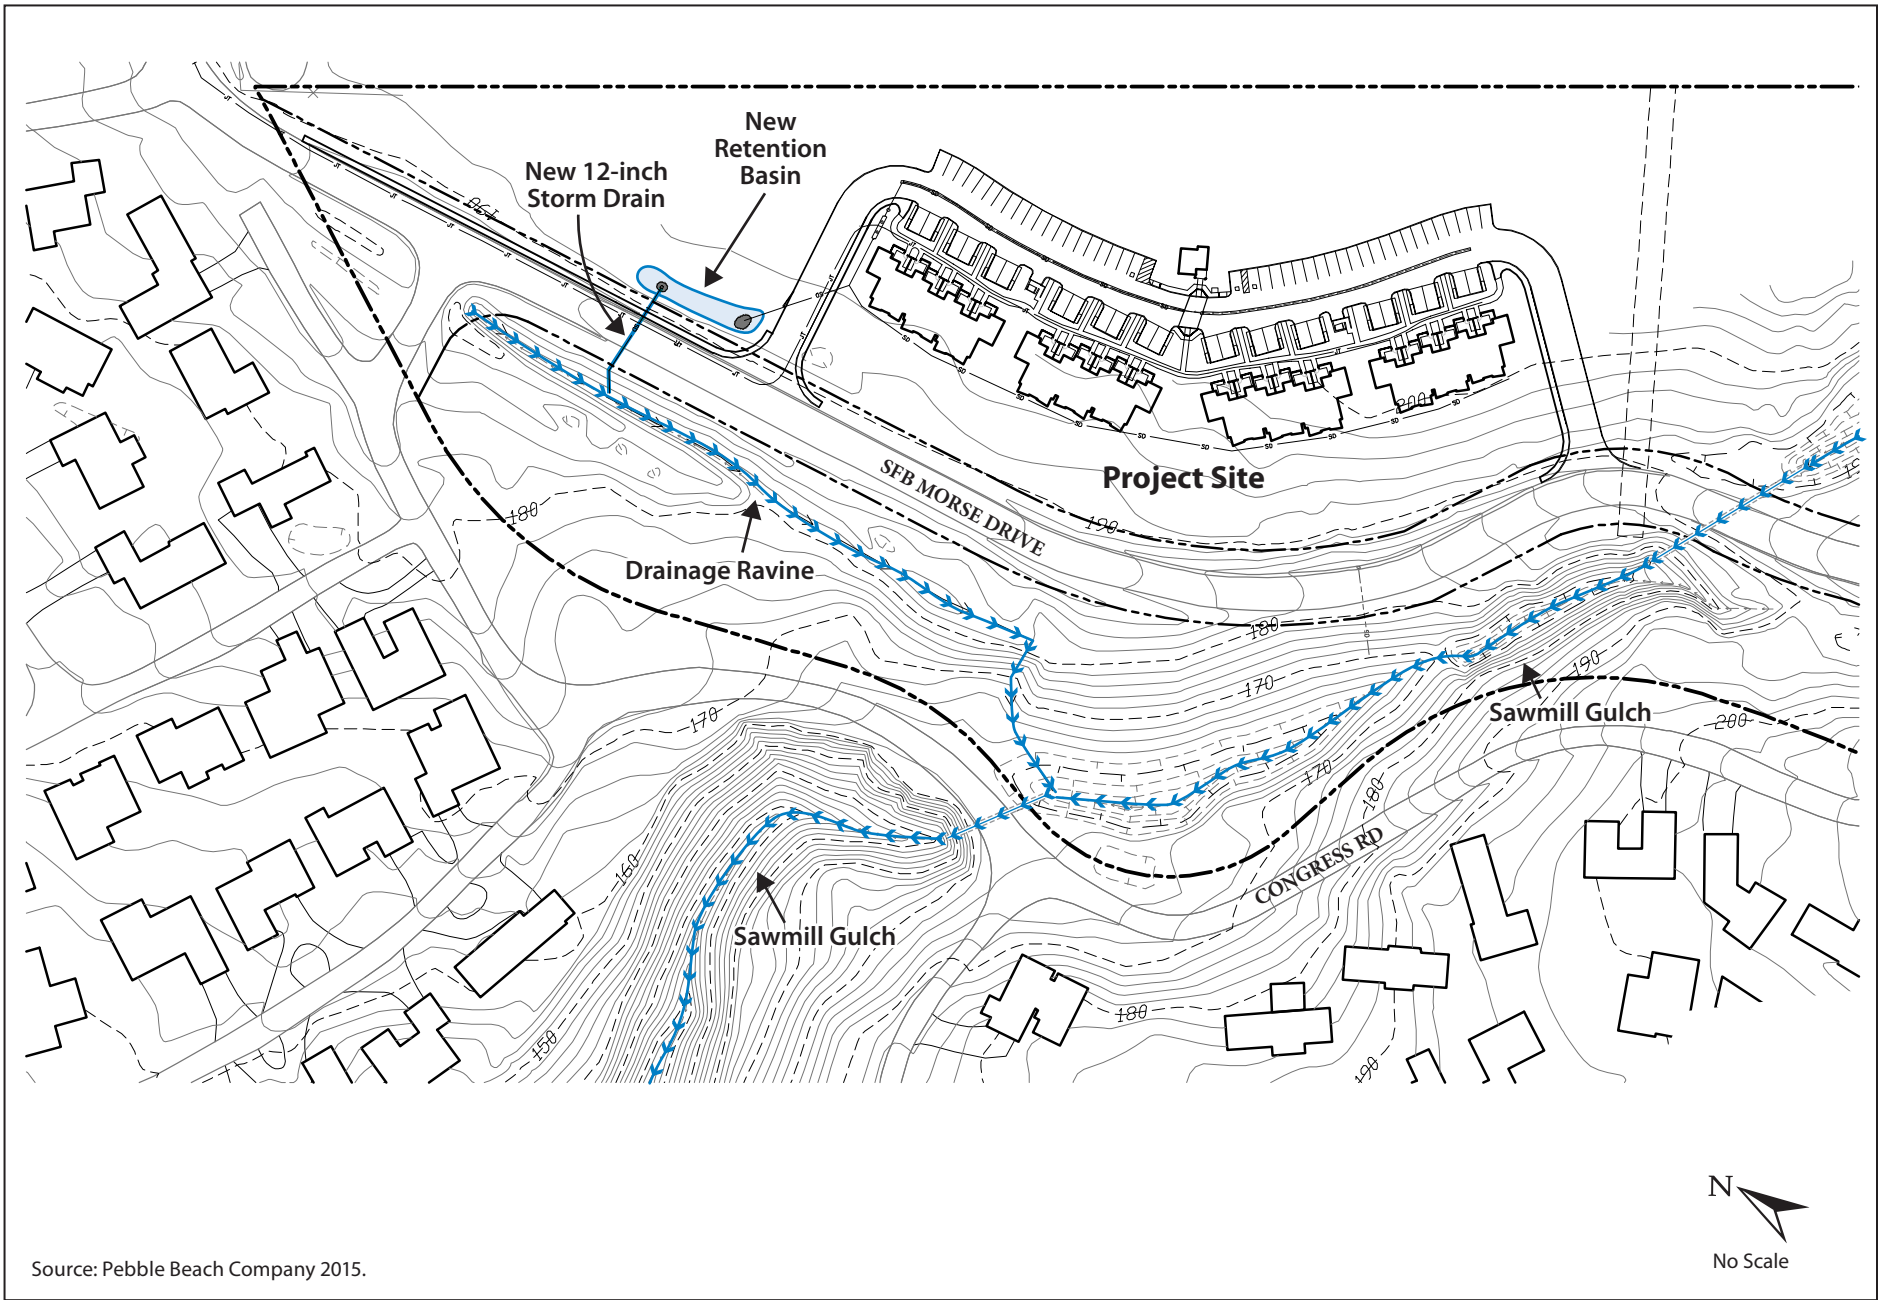 New
Retention
Basin
New 12-inch
Storm Drain
190
200
Project Site
SFB MORSE DRIVE
190
180
Drainage Ravine
180
170
190
Sawmill Gulch
200
170
170
180
CONGRESS RD
160
Sawmill Gulch
180
150
190
N
No Scale
Source: Pebble Beach Company 2015.